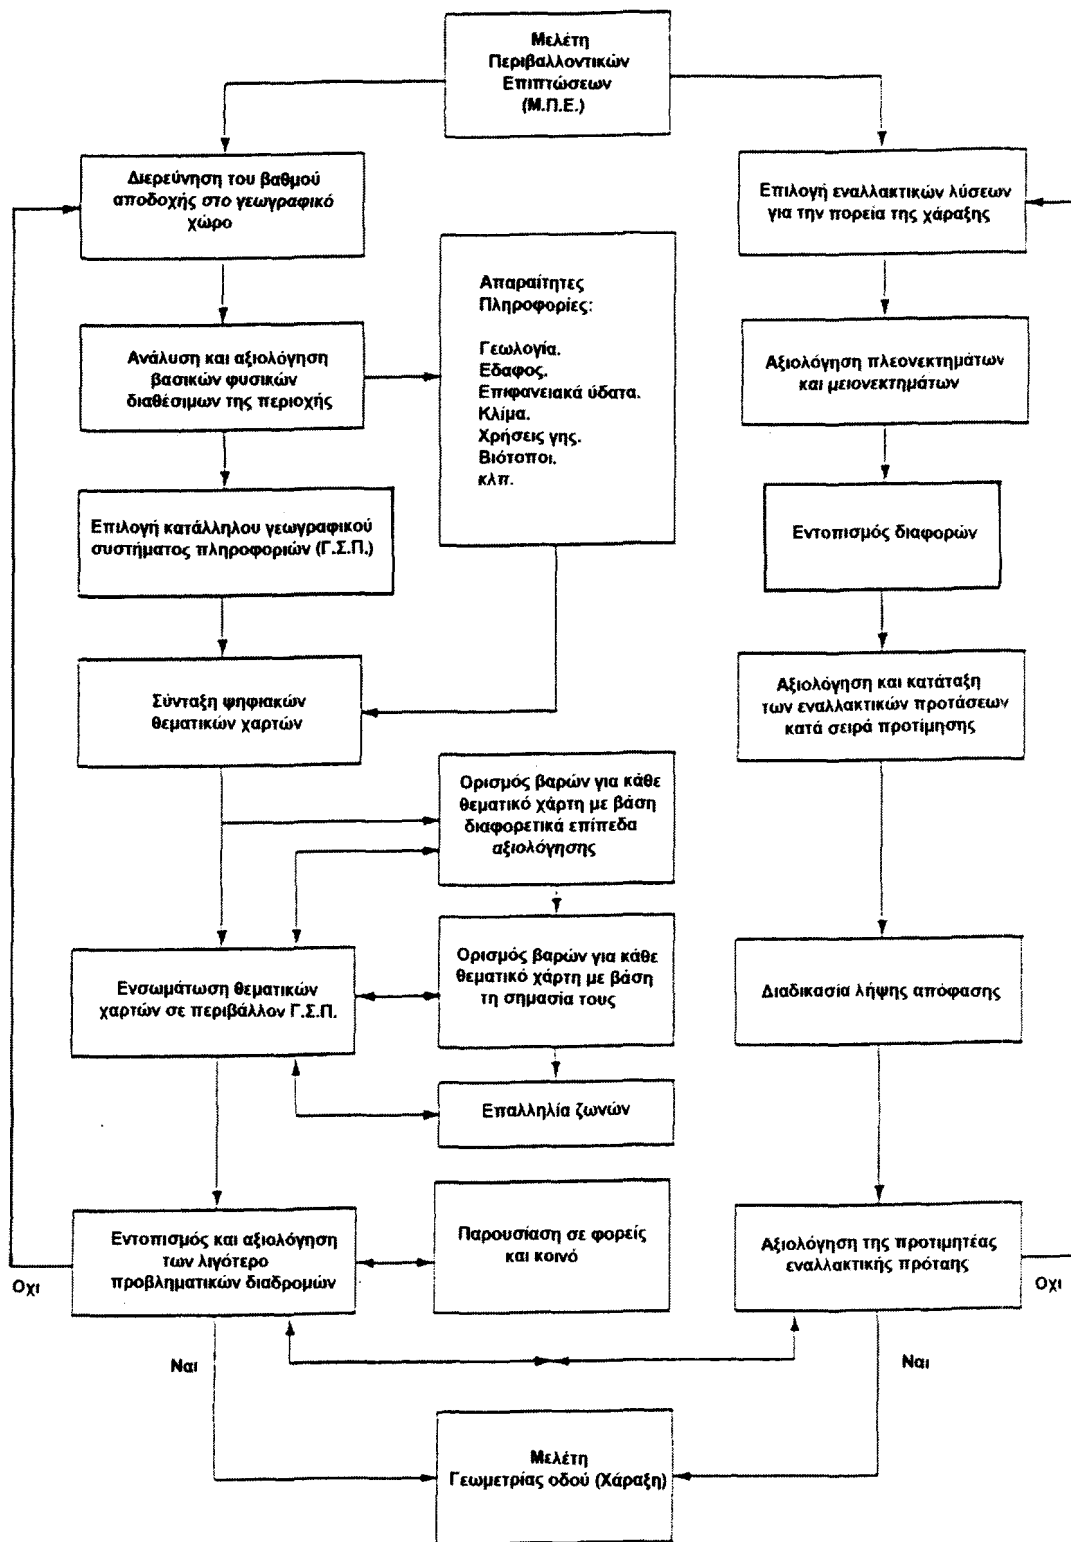 Μελέτη
Περιβαλλοντικών
Επιπτώσεων
(Μ.Π.Ε.)
Διερεύνηση του βαθμού
αποδοχής στο γεωγραφικό
χώρο
Επιλογή εναλλακτικών λύσεων
για την πορεία της χάραξης
Απαραίτητες
Πληροφορίες:
Γεωλογία.
Εδαφος.
Επιφανειακά ύδατα.
Κλίμα.
Χρήσεις γης.
Βιότοποι.
κλπ.
Ανάλυση και αξιολόγηση
βασικών φυσικών
διαθέσιμων της περιοχής
Αξιολόγηση πλεονεκτημάτων
και μειονεκτημάτων
Επιλογή κατάλληλου γεωγραφικού
συστήματος πληροφοριών (Γ.Σ.Π.)
Εντοπισμός διαφορών
Σύνταξη ψηφιακών
θεματικών χαρτών
Αξιολόγηση και κατάταξη
των εναλλακτικών προτάσεων
κατά σειρά προτίμησης
Ορισμός βαρών για κάθε
θεματικό χάρτη με βάση
διαφορετικά επίπεδα
αξιολόγησης
Ενσωμάτωση θεματικών
χαρτών σε περιβάλλον Γ.Σ.Π.
Ορισμός βαρών για κάθε
θεματικό χάρτη με βάση
τη σημασία τους
Διαδικασία λήψης απόφασης
Επαλληλία ζωνών
Εντοπισμός και αξιολόγηση
των λιγότερο
προβληματικών διαδρομών
Παρουσίαση σε φορείς
και κοινό
Αξιολόγηση της προτιμητέας
εναλλακτικής πρόταης
Οχι
Οχι
Ναι
Ναι
Μελέτη
Γεωμετρίας οδού (Χάραξη)